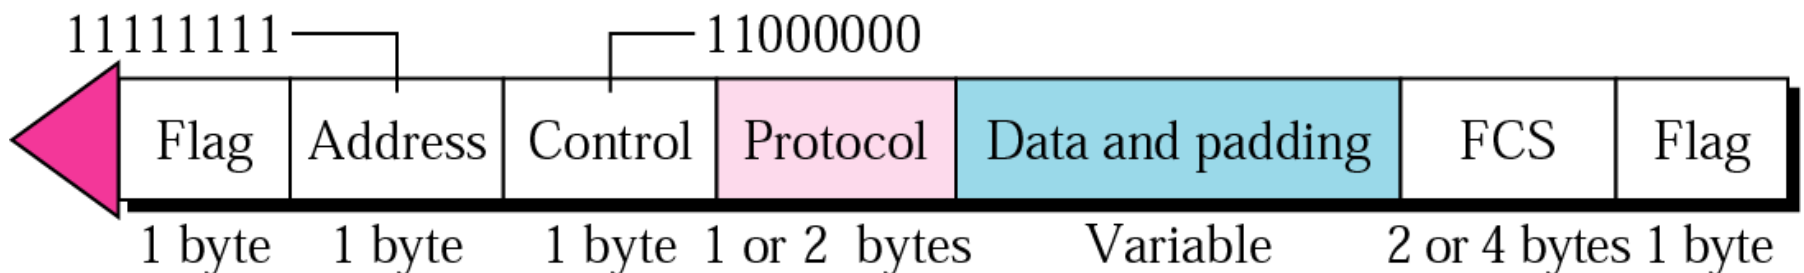 11111111 11000000
Flag Address Control Protocol Data and padding FCS Flag
1 byte 1 byte 1 byte 1 or 2 bytes Variable 2 or 4 bytes 1 byte